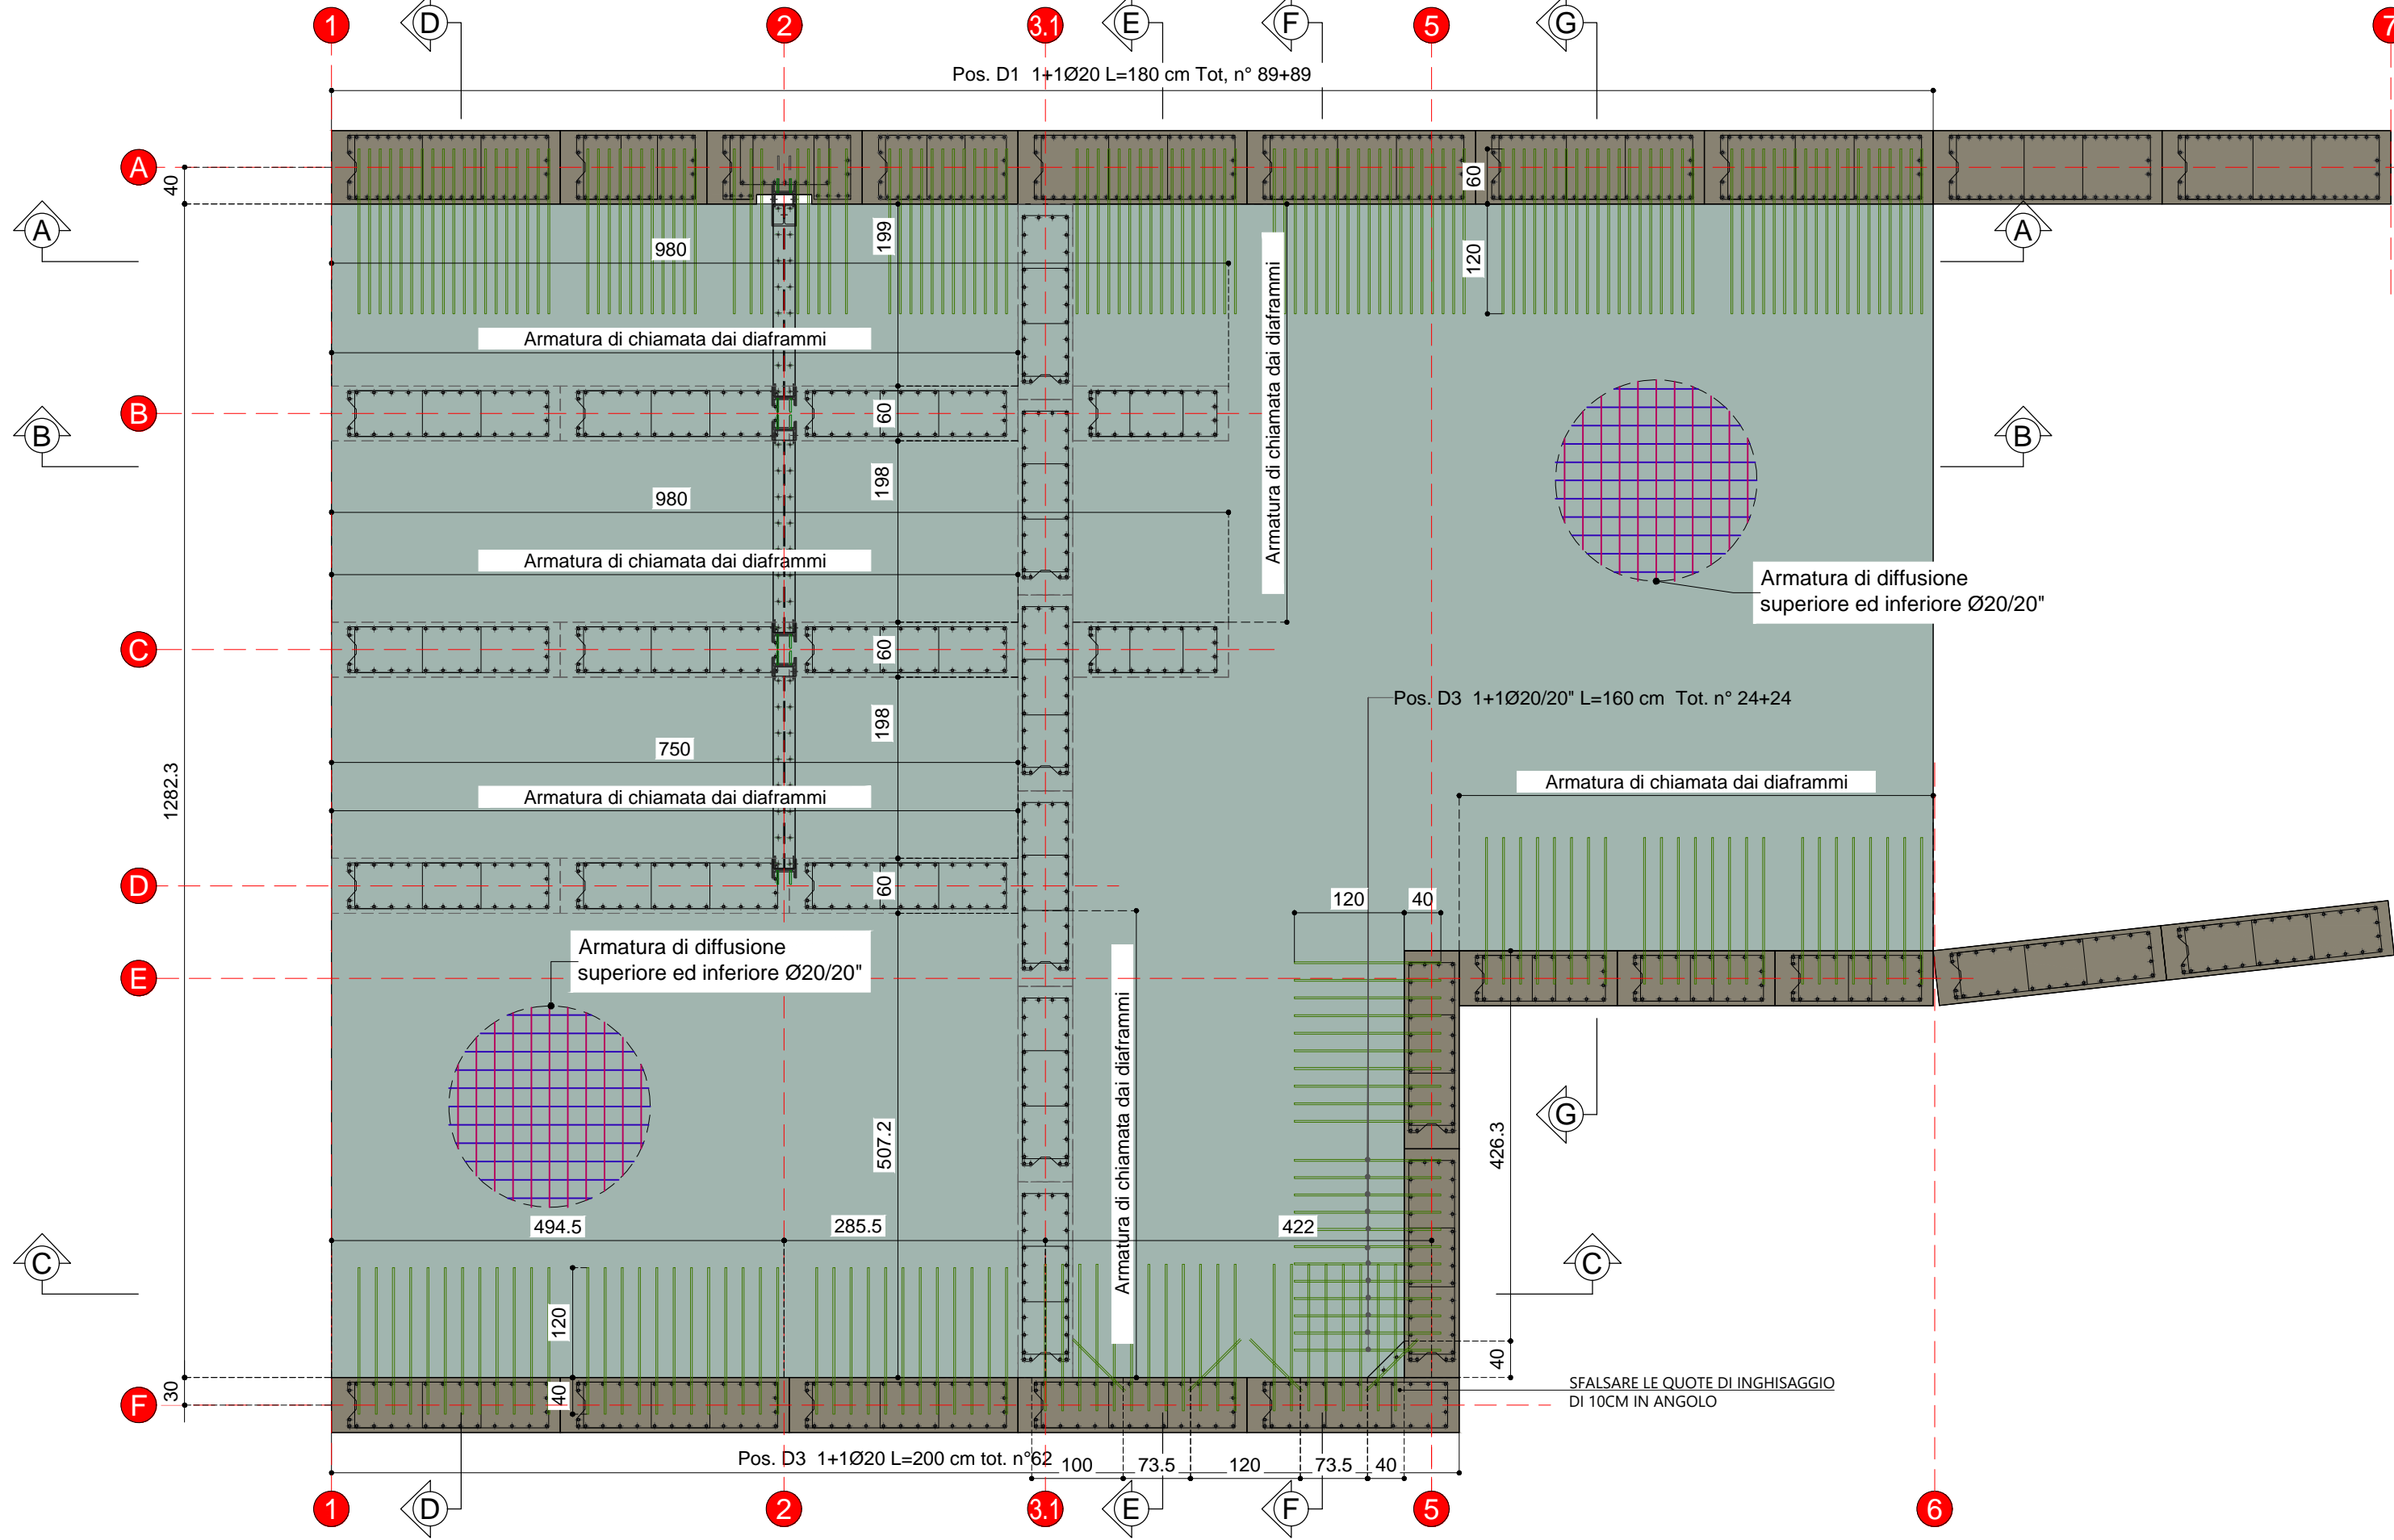 1
D
2
3.1
E
F
5
G
7
Pos. D1  1+1Ø20 L=180 cm Tot, n° 89+89
A
40
60
A
199
980
120
A
Armatura di chiamata dai diaframmi
Armatura di chiamata dai diaframmi
B
60
B
B
198
980
Armatura di chiamata dai diaframmi
Armatura di diffusione
superiore ed inferiore Ø20/20"
C
60
Pos. D3  1+1Ø20/20" L=160 cm  Tot. n° 24+24
198
750
1282.3
Armatura di chiamata dai diaframmi
Armatura di chiamata dai diaframmi
D
60
120
40
Armatura di diffusione
superiore ed inferiore Ø20/20"
E
Armatura di chiamata dai diaframmi
G
507.2
426.3
494.5
285.5
422
C
C
120
40
30
40
F
SFALSARE LE QUOTE DI INGHISAGGIO
DI 10CM IN ANGOLO
Pos. D3  1+1Ø20 L=200 cm tot. n°62
100
73.5
120
73.5
40
1
D
2
3.1
E
F
5
6